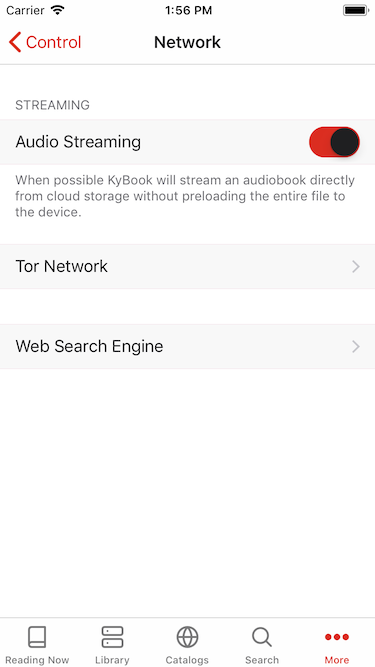 Carrier 1:56 PM
Control Network
STREAMING
Audio Streaming
When possible KyBook will stream an audiobook directly
from cloud storage without preloading the entire file to
the device.
Tor Network
Web Search Engine
Reading Now Library Catalogs Search More